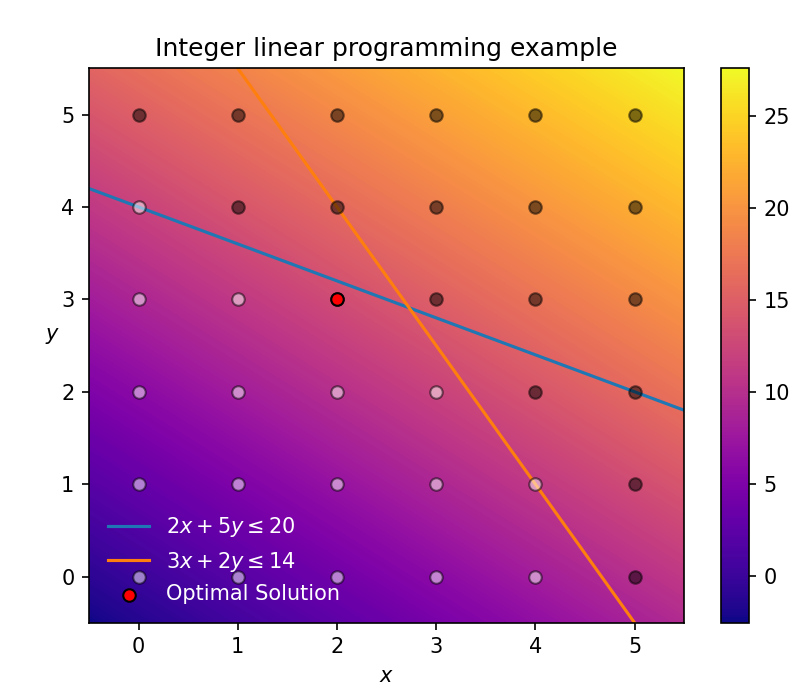 Integer linear programming example
5
4
3
2
1
0
y
0 1 2 3 4 5
x
2x + 5y ≤ 20
3x + 2y ≤ 14
Optimal Solution
25
20
15
10
5
0